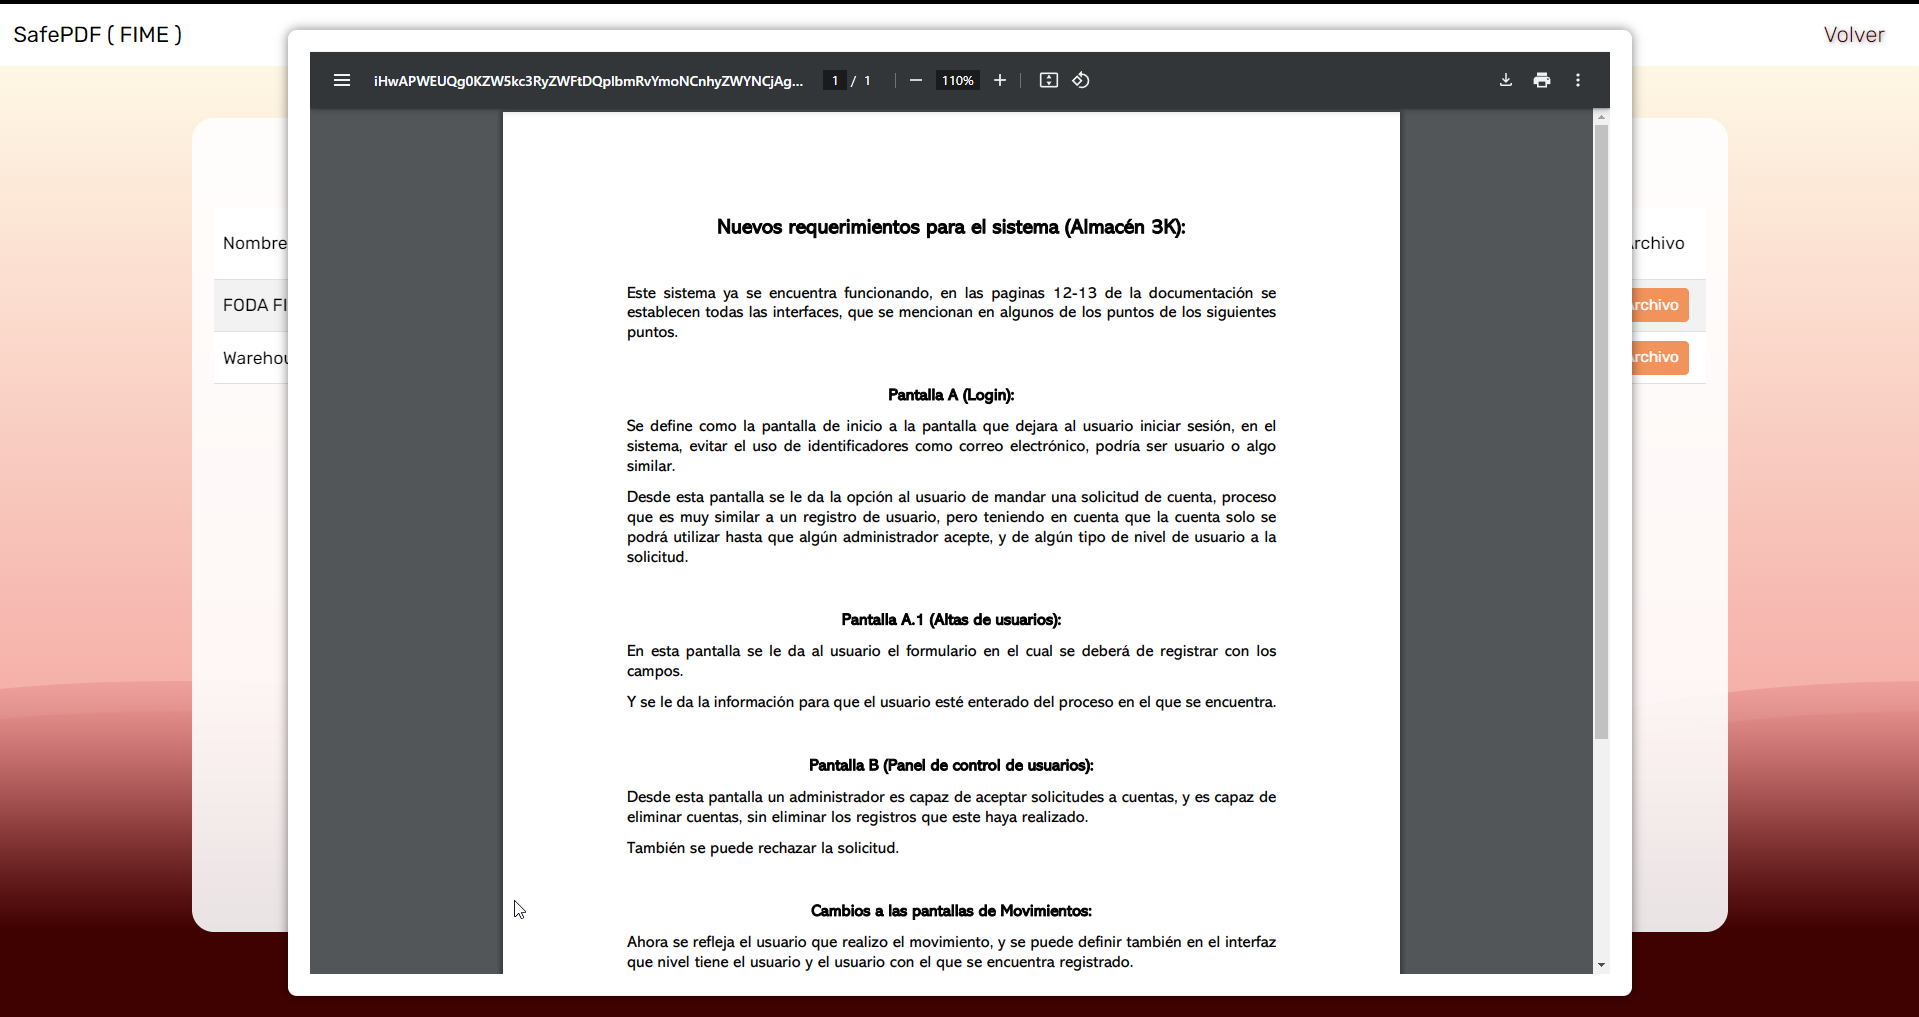 SafePDF ( FIME )
Volver
iHwAPWEUQg0KZW5kc3RyZWFtDQplbmRvYmoNCnhyZWYNCjAg...
1 / 1
110%
Nombre
Archivo
FODA FI
Archivo
Warehou
Archivo
Nuevos requerimientos para el sistema (Almacén 3K):
Este sistema ya se encuentra funcionando, en las paginas 12-13 de la documentación se
establecen todas las interfaces, que se mencionan en algunos de los puntos de los siguientes
puntos.
Pantalla A (Login):
Se define como la pantalla de inicio a la pantalla que dejara al usuario iniciar sesión, en el
sistema, evitar el uso de identificadores como correo electrónico, podría ser usuario o algo
similar.
Desde esta pantalla se le da la opción al usuario de mandar una solicitud de cuenta, proceso
que es muy similar a un registro de usuario, pero teniendo en cuenta que la cuenta solo se
podrá utilizar hasta que algún administrador acepte, y de algún tipo de nivel de usuario a la
solicitud.
Pantalla A.1 (Altas de usuarios):
En esta pantalla se le da al usuario el formulario en el cual se deberá de registrar con los
campos.
Y se le da la información para que el usuario esté enterado del proceso en el que se encuentra.
Pantalla B (Panel de control de usuarios):
Desde esta pantalla un administrador es capaz de aceptar solicitudes a cuentas, y es capaz de
eliminar cuentas, sin eliminar los registros que este haya realizado.
También se puede rechazar la solicitud.
Cambios a las pantallas de Movimientos:
Ahora se refleja el usuario que realizo el movimiento, y se puede definir también en el interfaz
que nivel tiene el usuario y el usuario con el que se encuentra registrado.